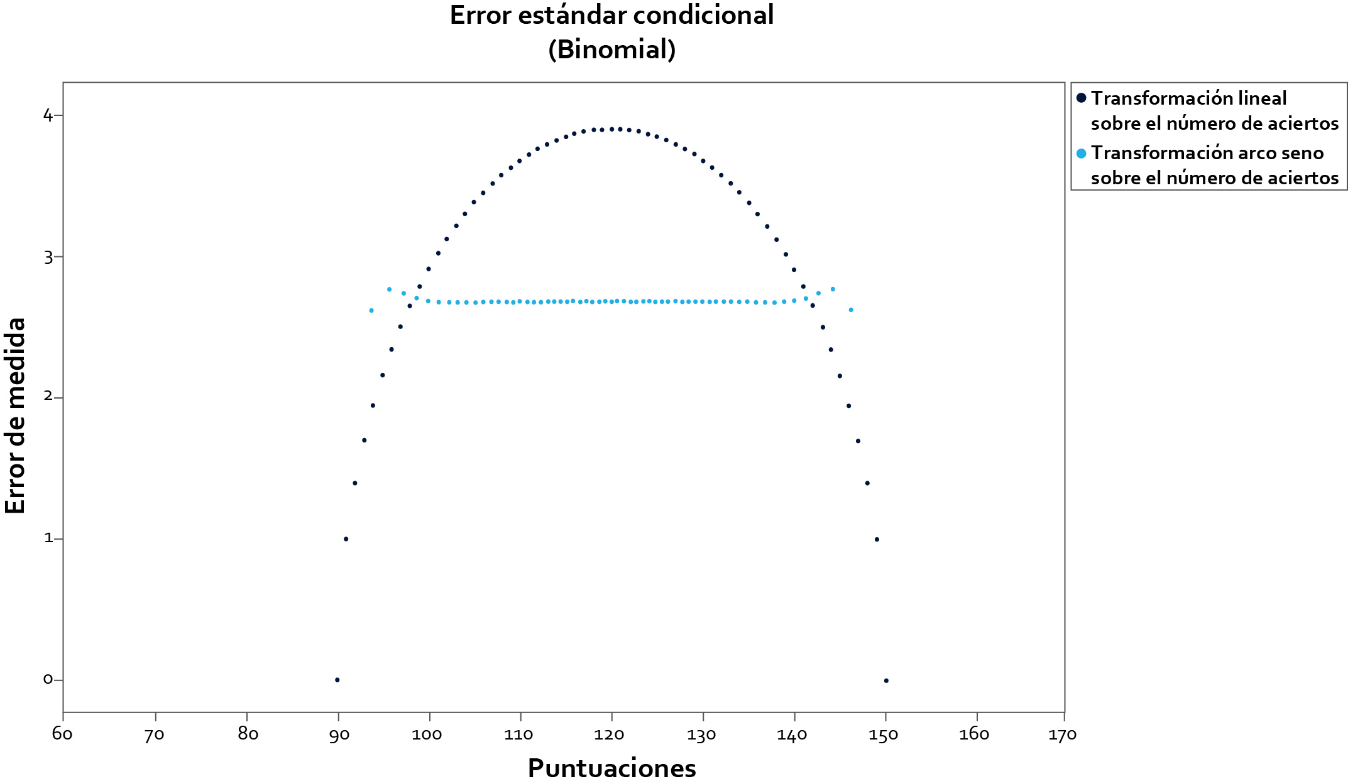 Error estándar condicional
(Binomial)
Transformación lineal
sobre el número de aciertos
Transformación arco seno
sobre el número de aciertos
Error de medida
4
3
2
1
0
60 70 80 90 100 110 120 130 140 150 160 170
Puntuaciones